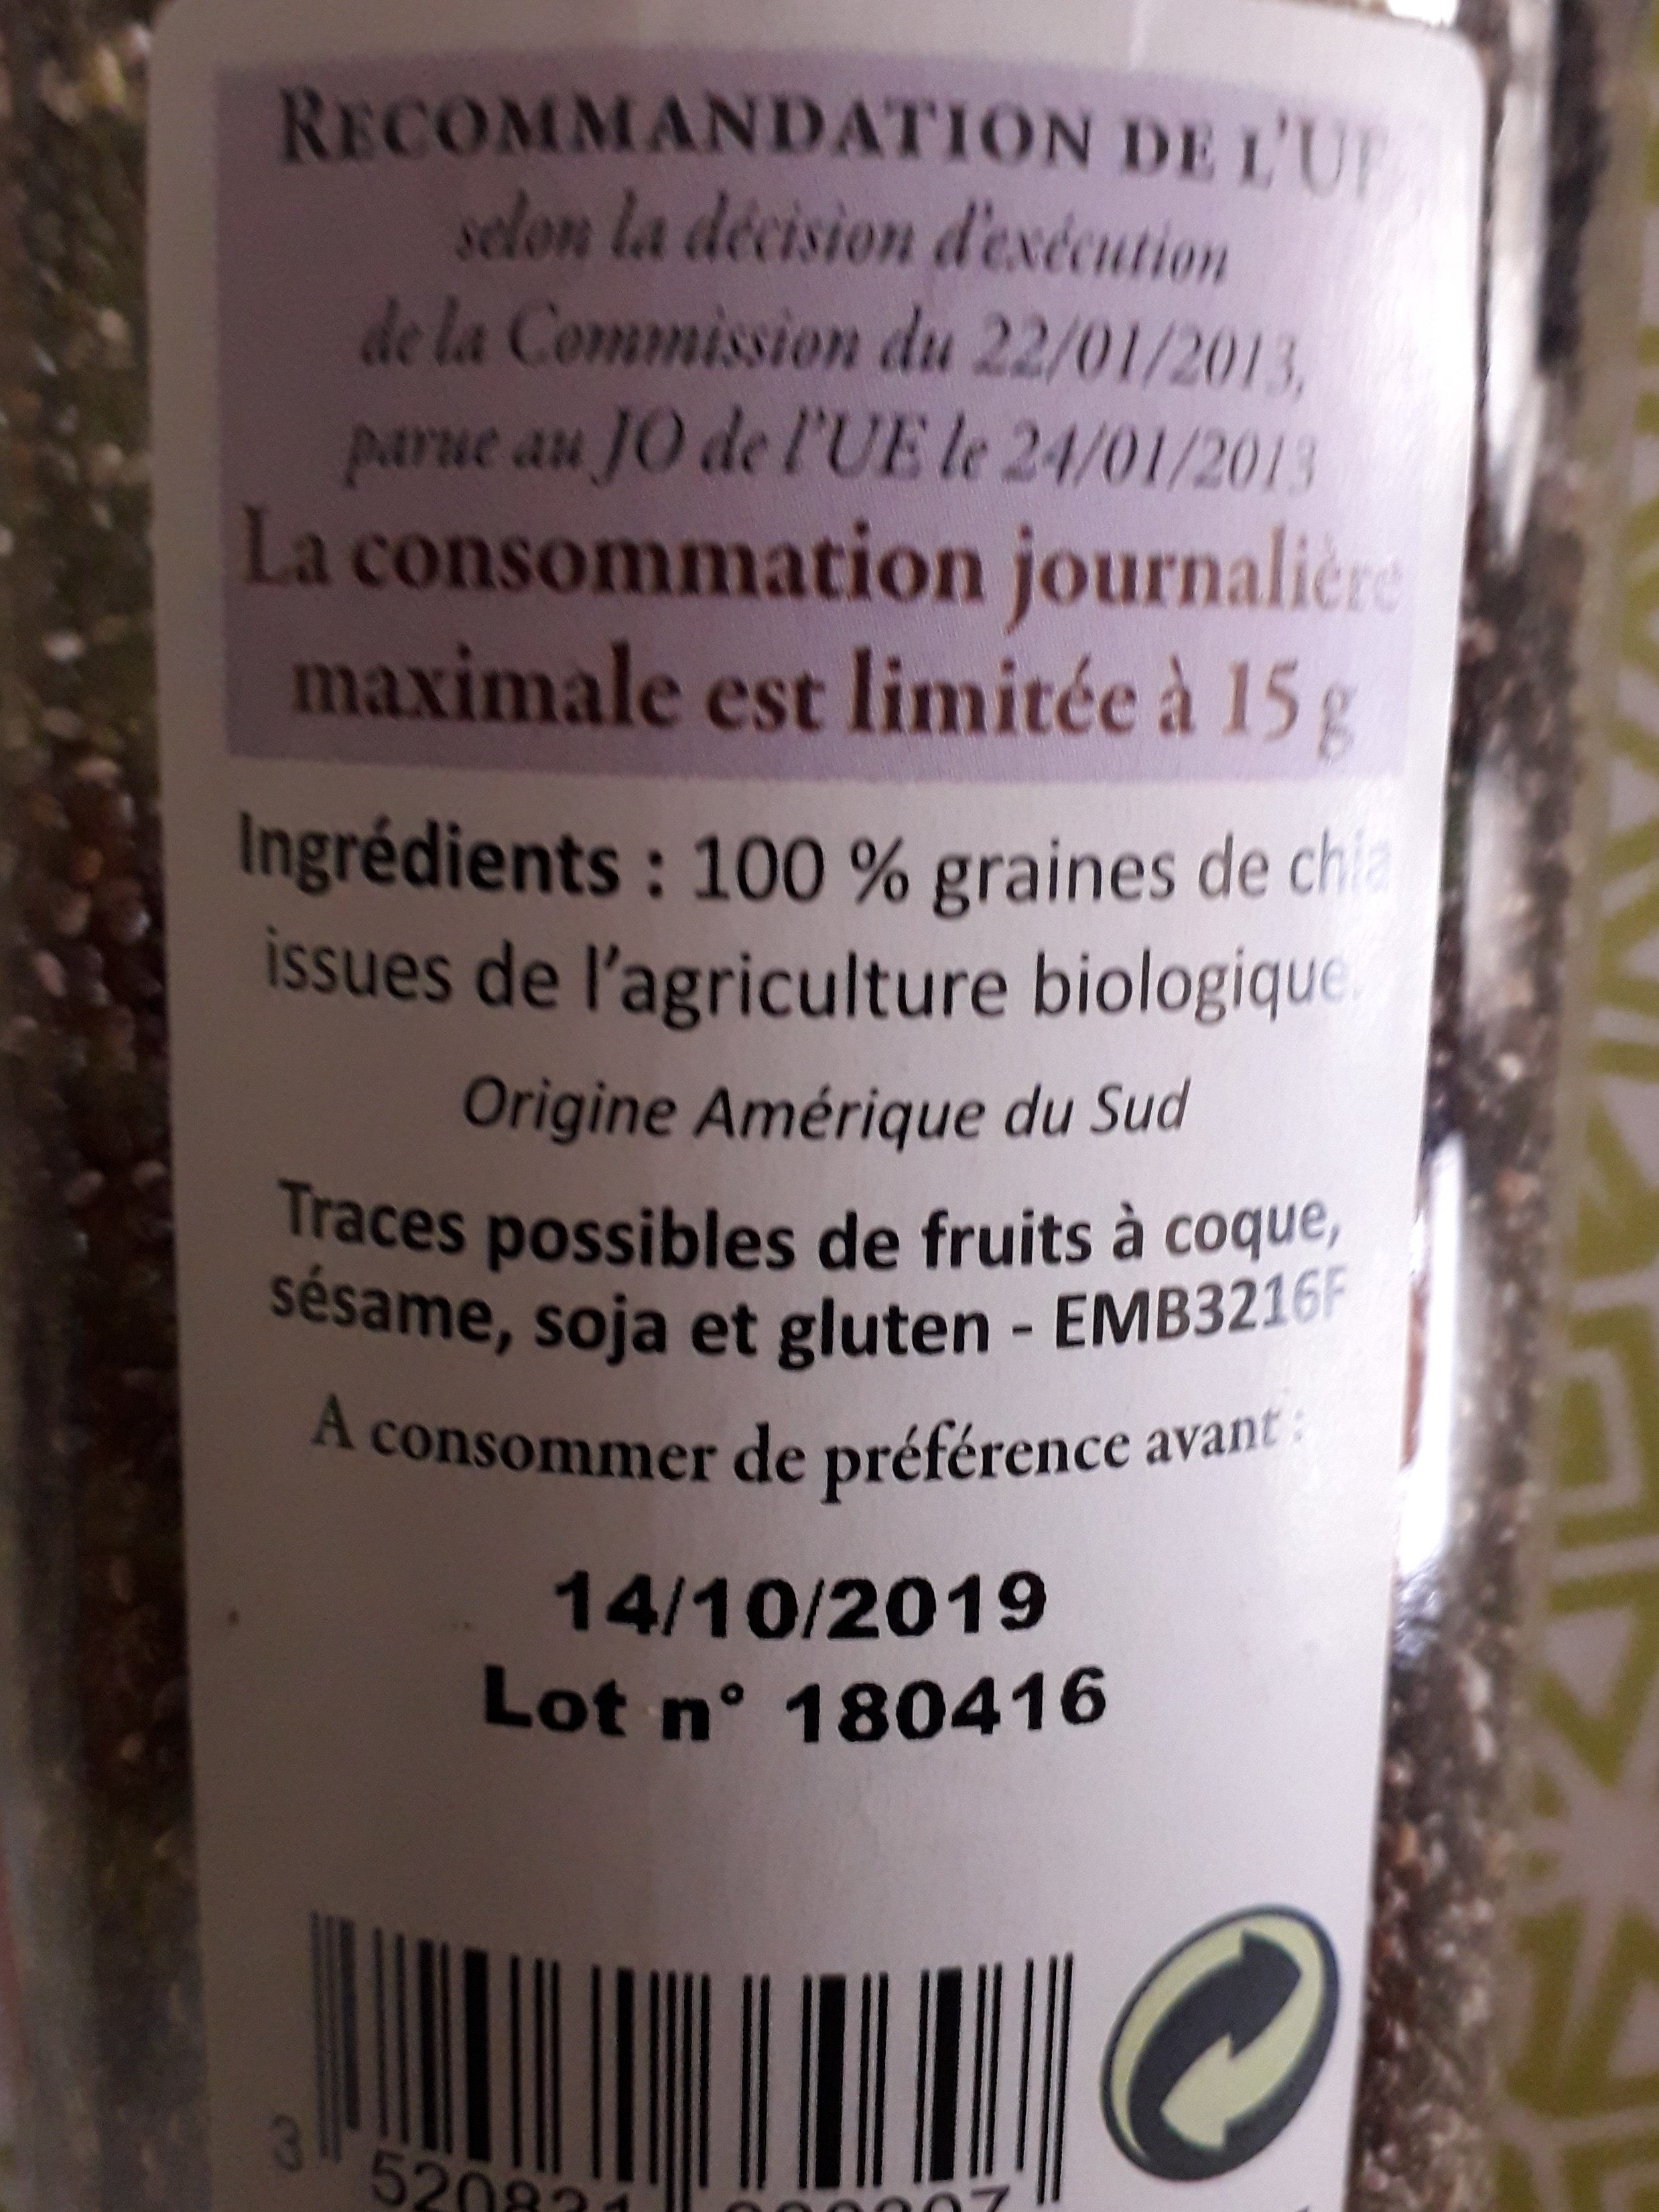 RECOMMANDATION DE L'UE
selon la décision d'exécution
de la Commission du 22/01/2013,
parue au JO de l'UE le 24/01/2013
La consommation journalière
maximale est limitée à 15 g
Ingrédients : 100 % graines de chia
issues de l'agriculture biologique.
Origine Amérique du Sud
Traces possibles de fruits à coque,
sésame, soja et gluten - EMB3216F
A consommer de préférence avant :
14/10/2019
Lot n° 180416
3 520831